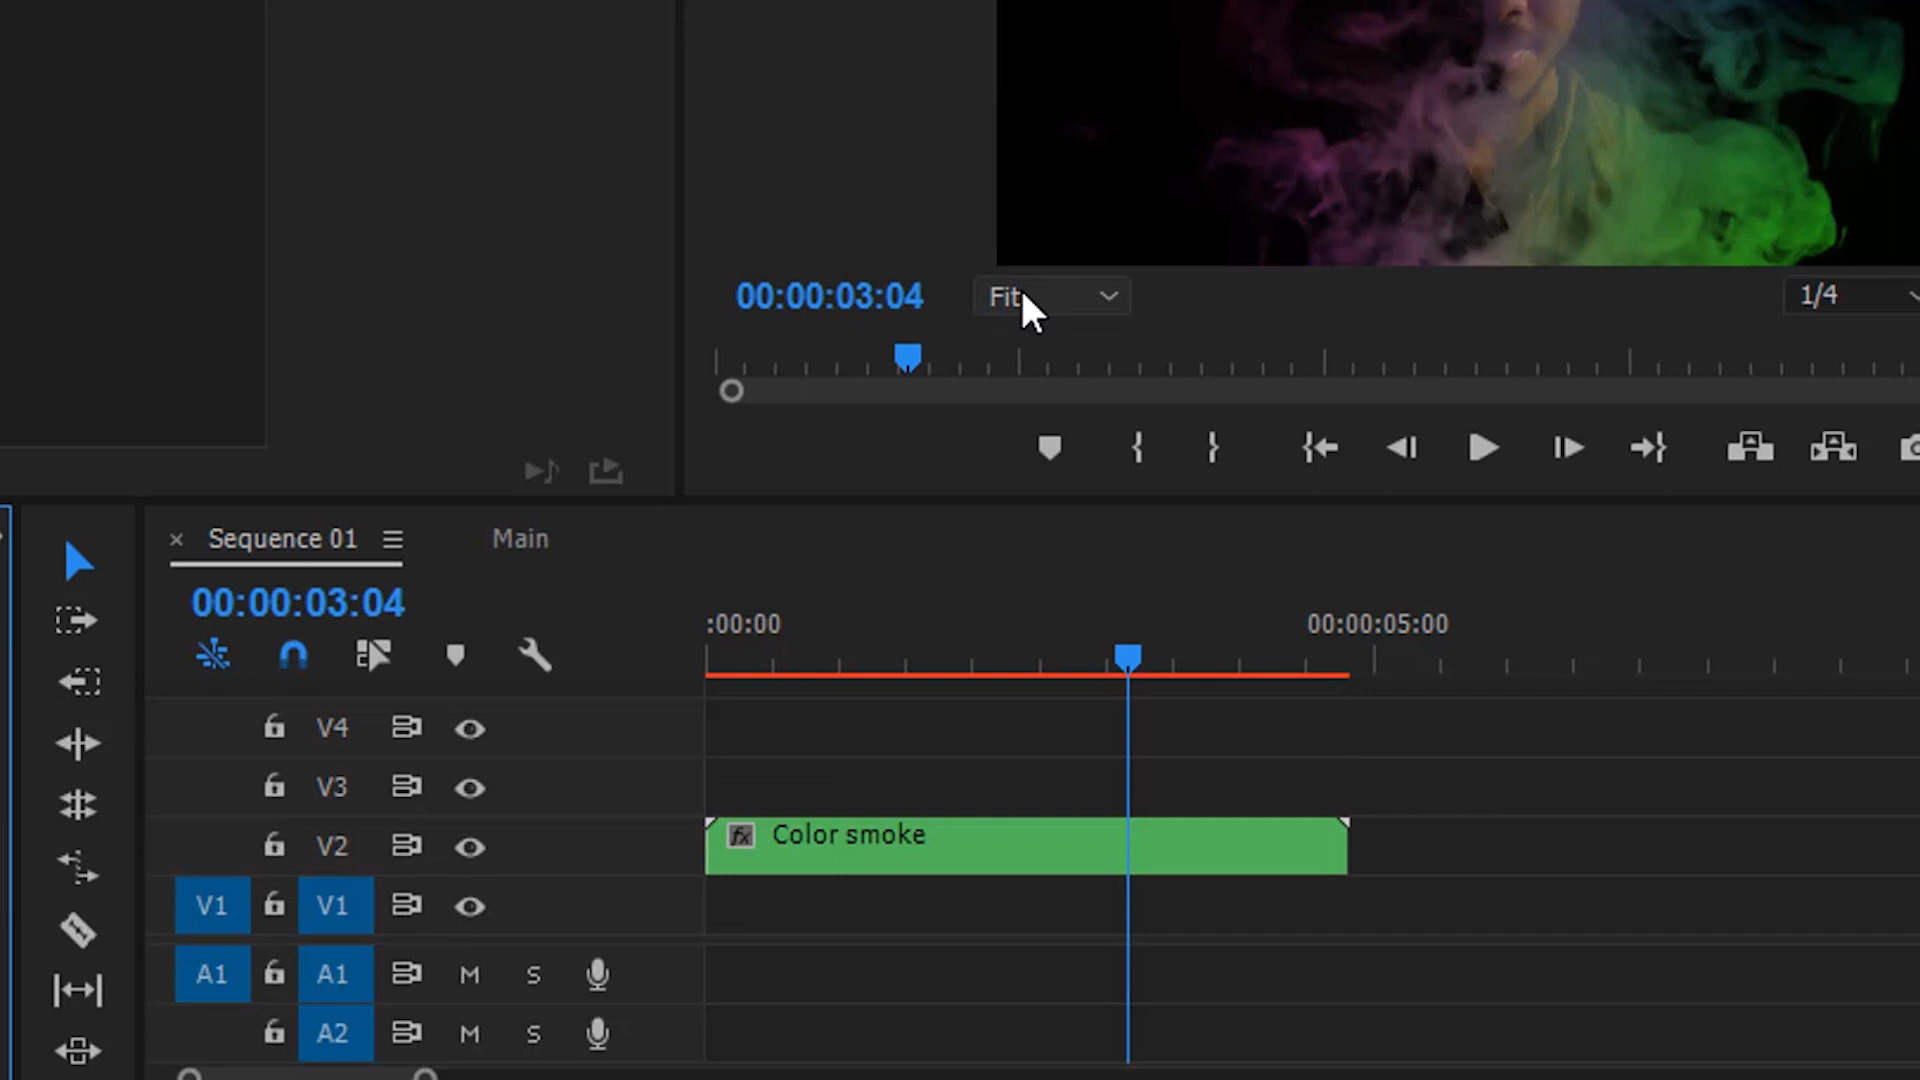 00:00:03:04 Fit 1/4
Sequence 01 Main
00:00:03:04
:00:00 00:00:05:00
V4
V3
fx Color smoke
V2
V1 V1
A1 A1 M S
A2 M S